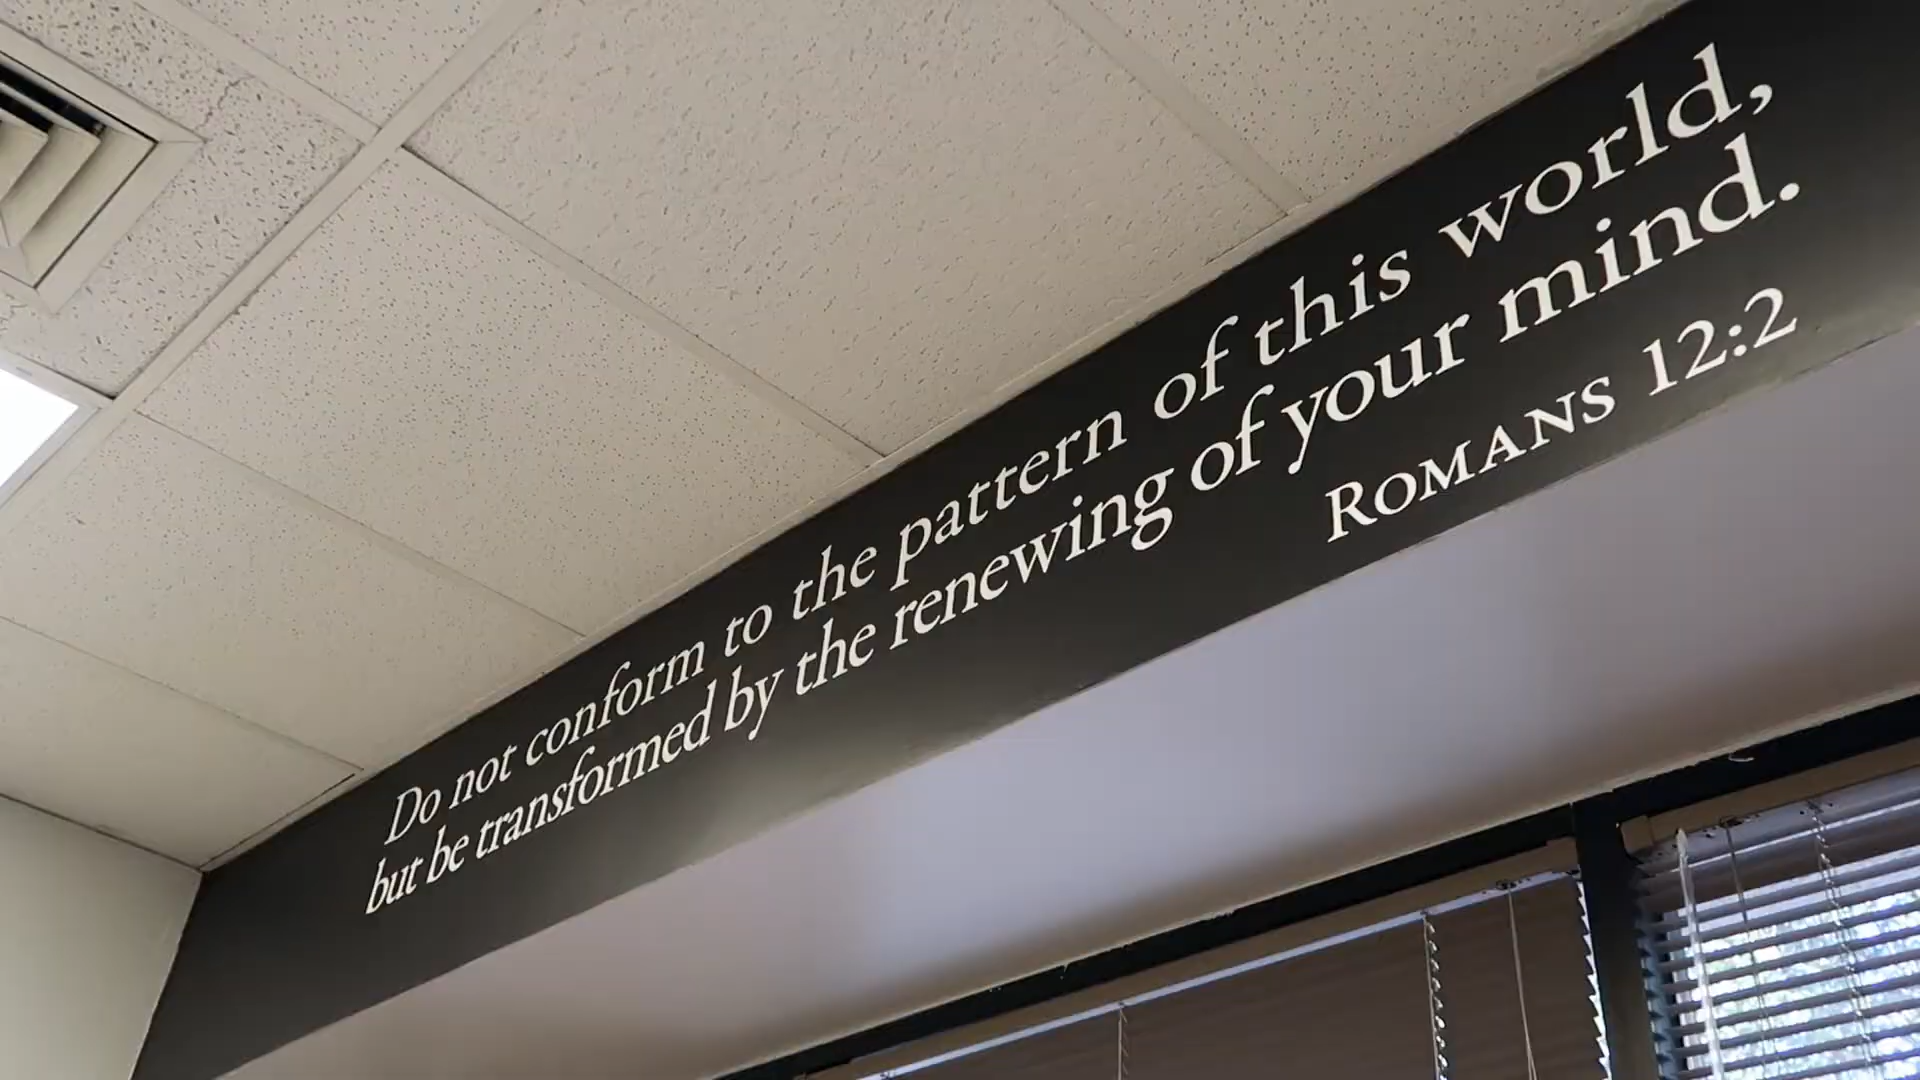 Do not conform to the pattern of this world,
but be transformed by the renewing of your mind.
ROMANS 12:2